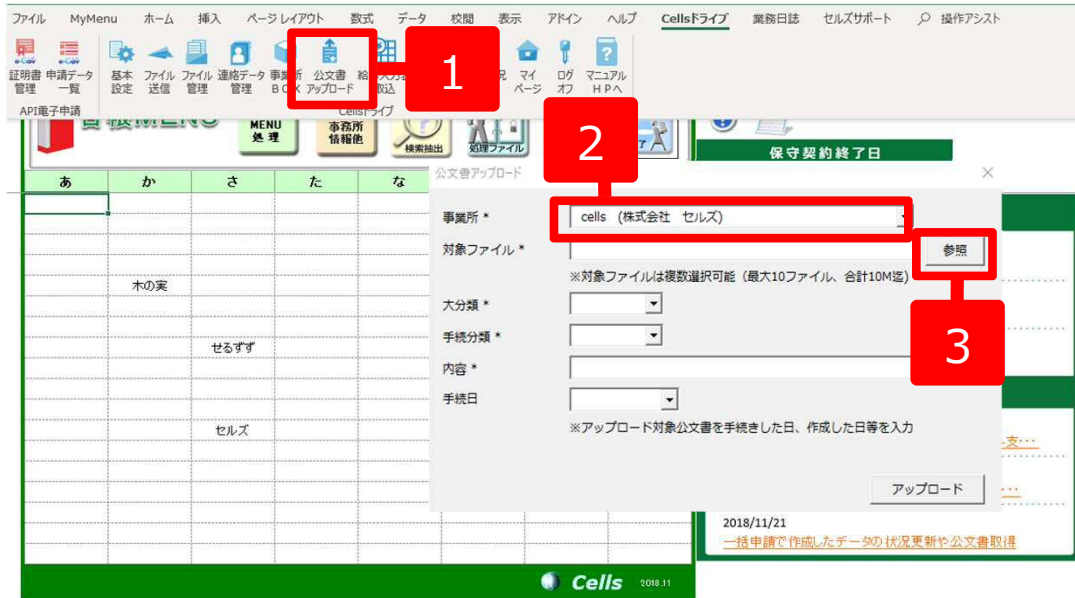 ファイル MyMenu ホーム 挿入 ページ レイアウト 数式 データ 校閲 表示 アドイン ヘルプ Cellsドライブ 業務日誌 セルズサポート 操作アシスト
証明書 申請データ 基本 ファイル ファイル 連絡データ 事業所 公文書 マイ ログ マニュアル
管理 一覧 設定 送信 管理 管理 BOX アップロード 取込 ページ オフ HPへ
API電子申請 Cellsドライブ
1
MENU 事務所
処理 情報他 検索抽出 処理ファイル
2
保守契約終了日
あ か さ た な
公文書アップロード
事業所 * cells (株式会社 セルズ)
対象ファイル * 参照
※対象ファイルは複数選択可能(最大10ファイル、合計10M迄)
木の実
大分類 *
手続分類 *
3
せるずず
内容 *
手続日
※アップロード対象公文書を手続きした日、作成した日等を入力
セルズ
支・・・
アップロード
2018/11/21
一括申請で作成したデータの状況更新や公文書取得
Cells 2018.11